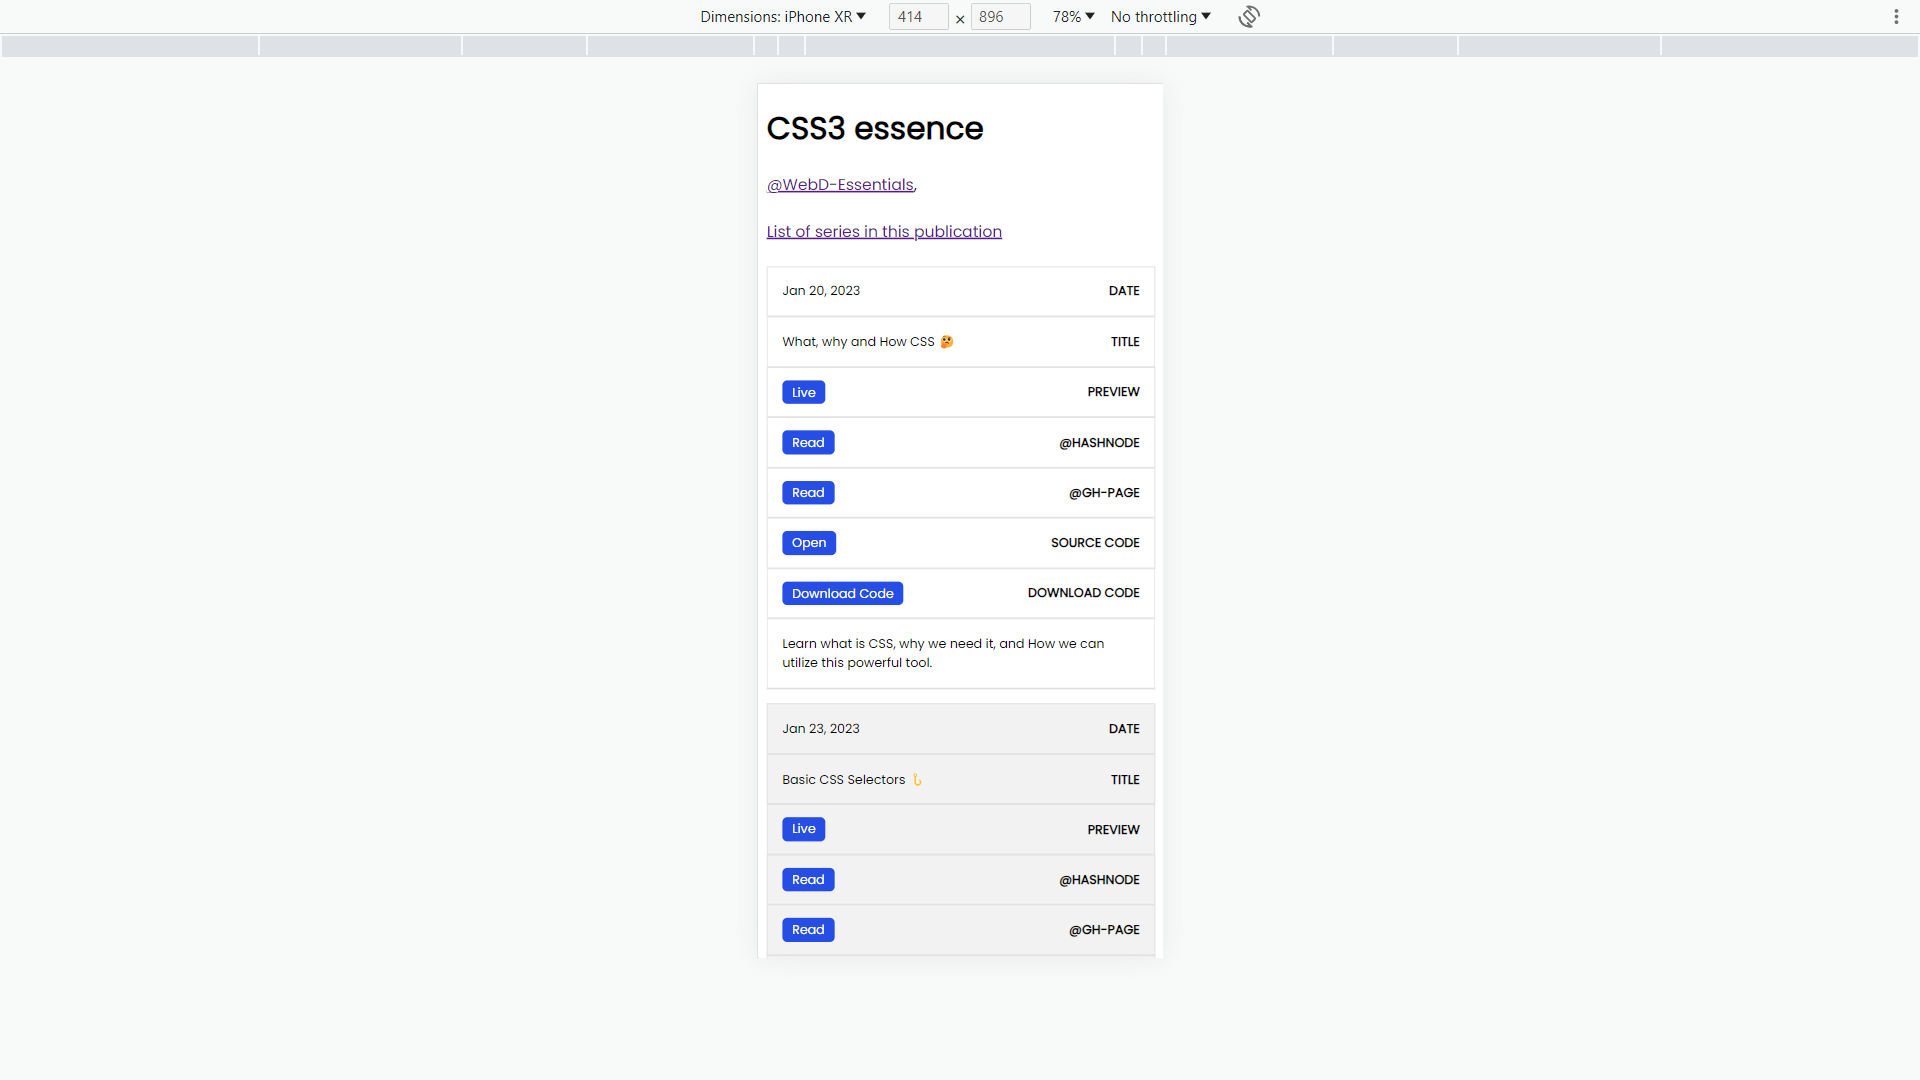 Dimensions: iPhone XR 414 × 896 78% No throttling
CSS3 essence
@WebD-Essentials,
List of series in this publication
Jan 20, 2023 DATE
What, why and How CSS 🤔 TITLE
Live PREVIEW
Read @HASHNODE
Read @GH-PAGE
Open SOURCE CODE
Download Code DOWNLOAD CODE
Learn what is CSS, why we need it, and How we can
utilize this powerful tool.
Jan 23, 2023 DATE
Basic CSS Selectors 🪝 TITLE
Live PREVIEW
Read @HASHNODE
Read @GH-PAGE